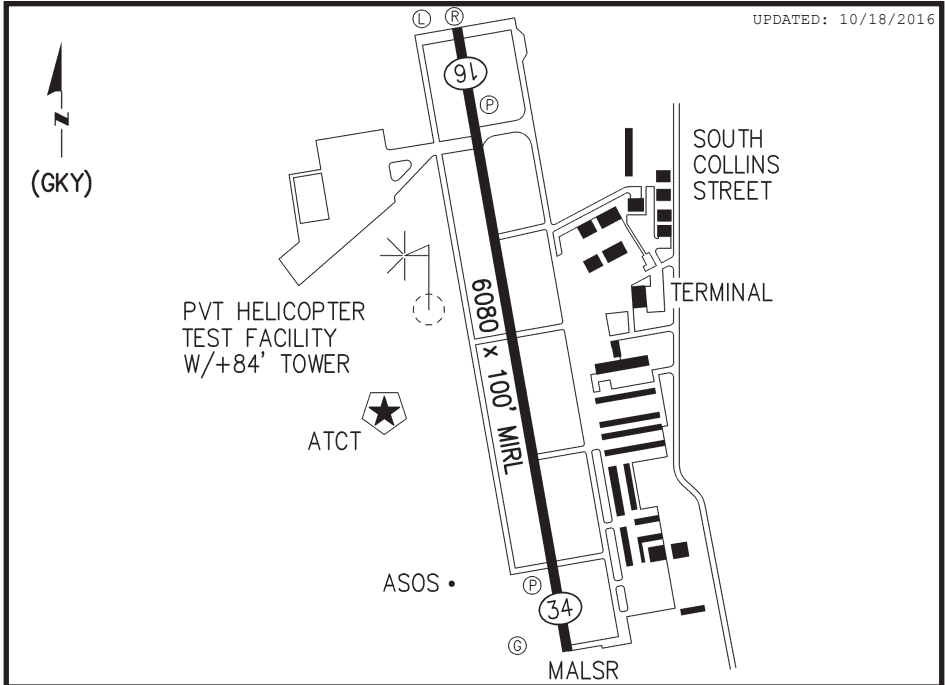 UPDATED: 10/18/2016
L
R
16
P
N
(GKY)
SOUTH
COLLINS
STREET
TERMINAL
PVT HELICOPTER
TEST FACILITY
W/+84' TOWER
6080 x 100' MIRL
ATCT
ASOS
P
34
G
MALSR